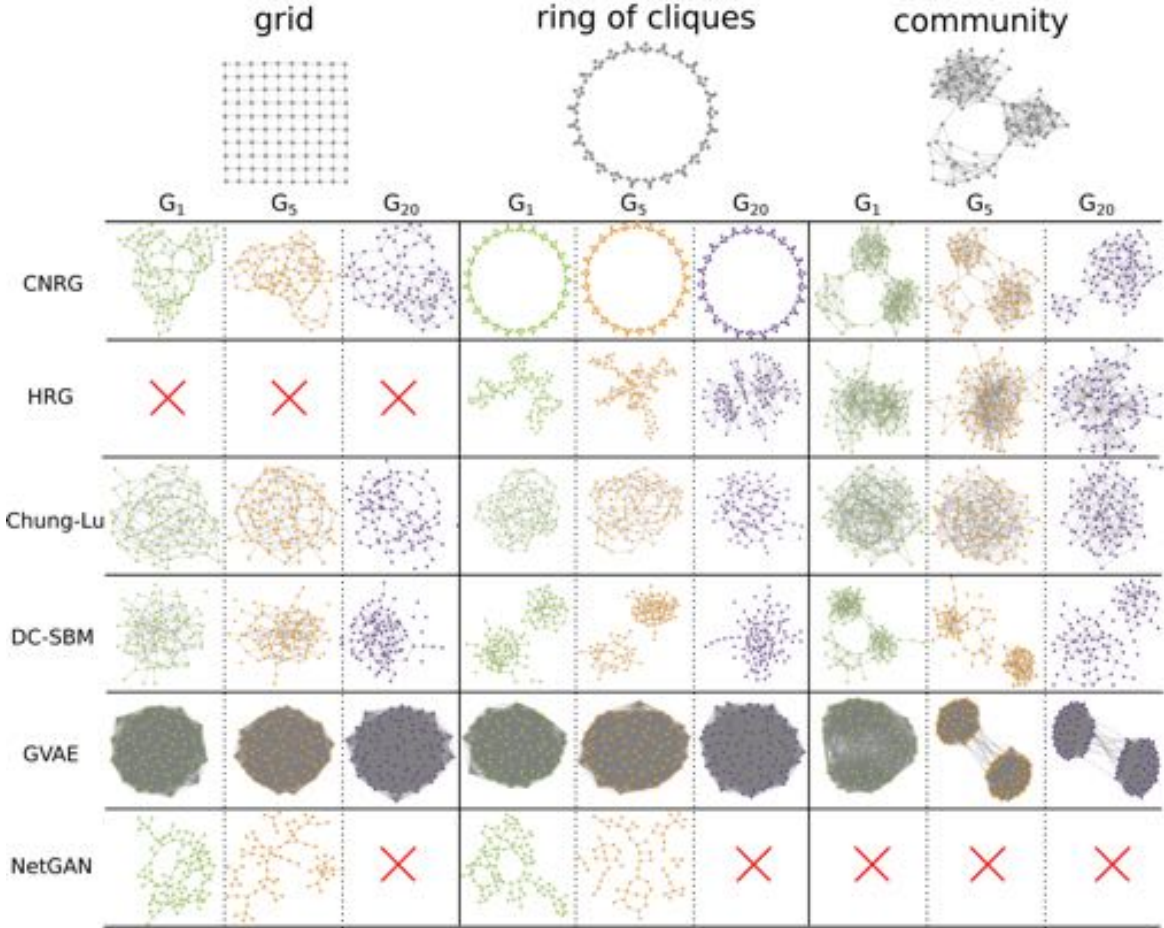 grid ring of cliques community
G₁ G₅ G₂₀ G₁ G₅ G₂₀ G₁ G₅ G₂₀
CNRG
HRG
Chung-Lu
DC-SBM
GVAE
NetGAN